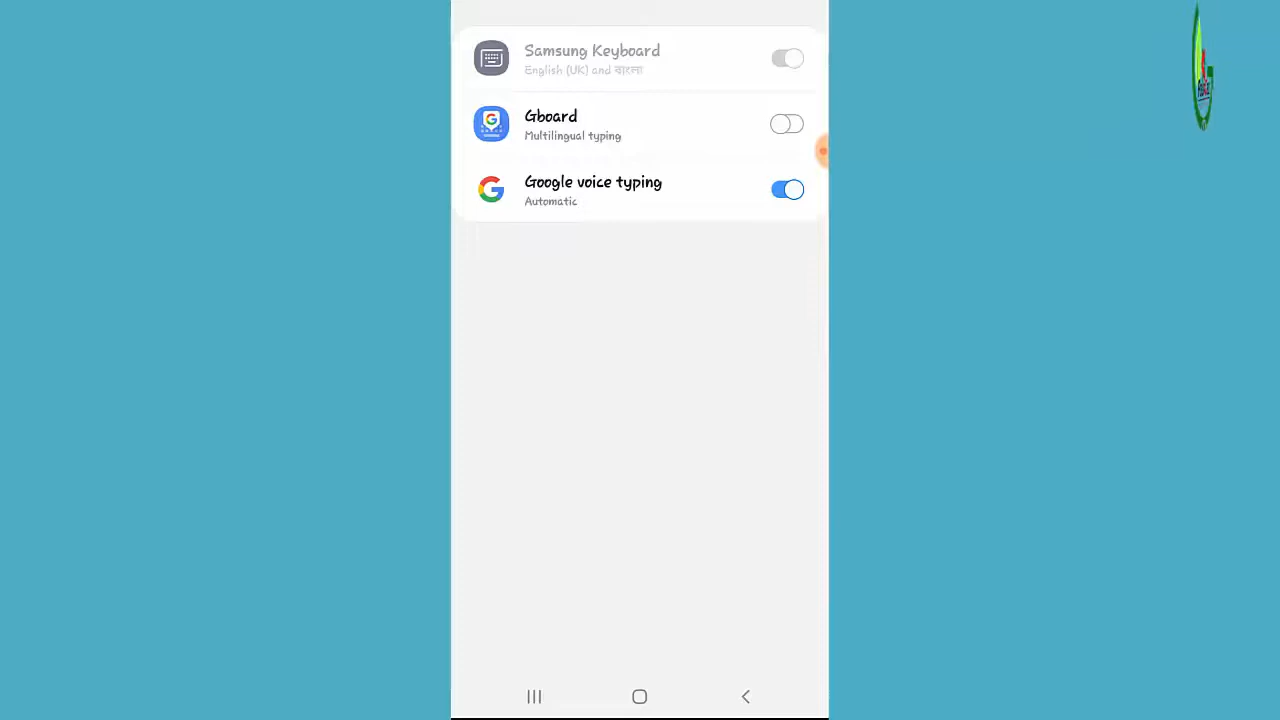 Samsung Keyboard
English (UK) and বাংলা
Gboard
Multilingual typing
Google voice typing
Automatic